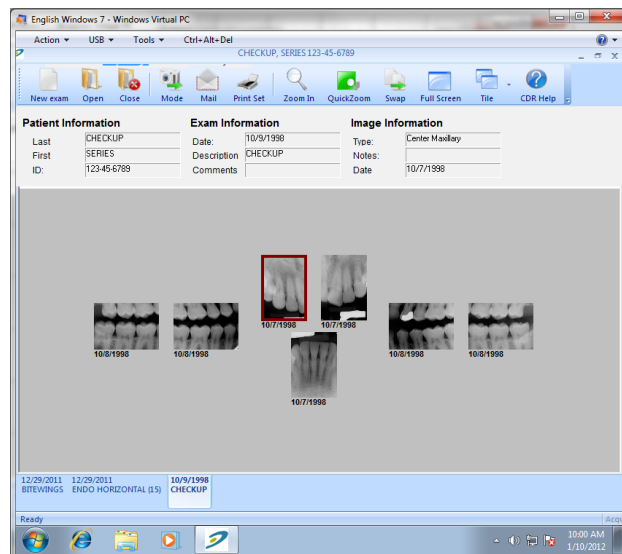 English Windows 7 - Windows Virtual PC
Action USB Tools Ctrl+Alt+Del
CHECKUP, SERIES 123-45-6789
New exam Open Close Mode Mail Print Set Zoom In QuickZoom Swap Full Screen Tile CDR Help
Patient Information Exam Information Image Information
Last CHECKUP Date: 10/9/1998 Type: Center Maxillary
First SERIES Description CHECKUP Notes:
ID: 123-45-6789 Comments Date 10/7/1998
10/7/1998 10/7/1998
10/8/1998 10/8/1998 10/8/1998 10/8/1998
10/7/1998
12/29/2011 12/29/2011 10/9/1998
BITEWINGS ENDO HORIZONTAL (15) CHECKUP
Ready Acqu
10:00 AM
1/10/2012